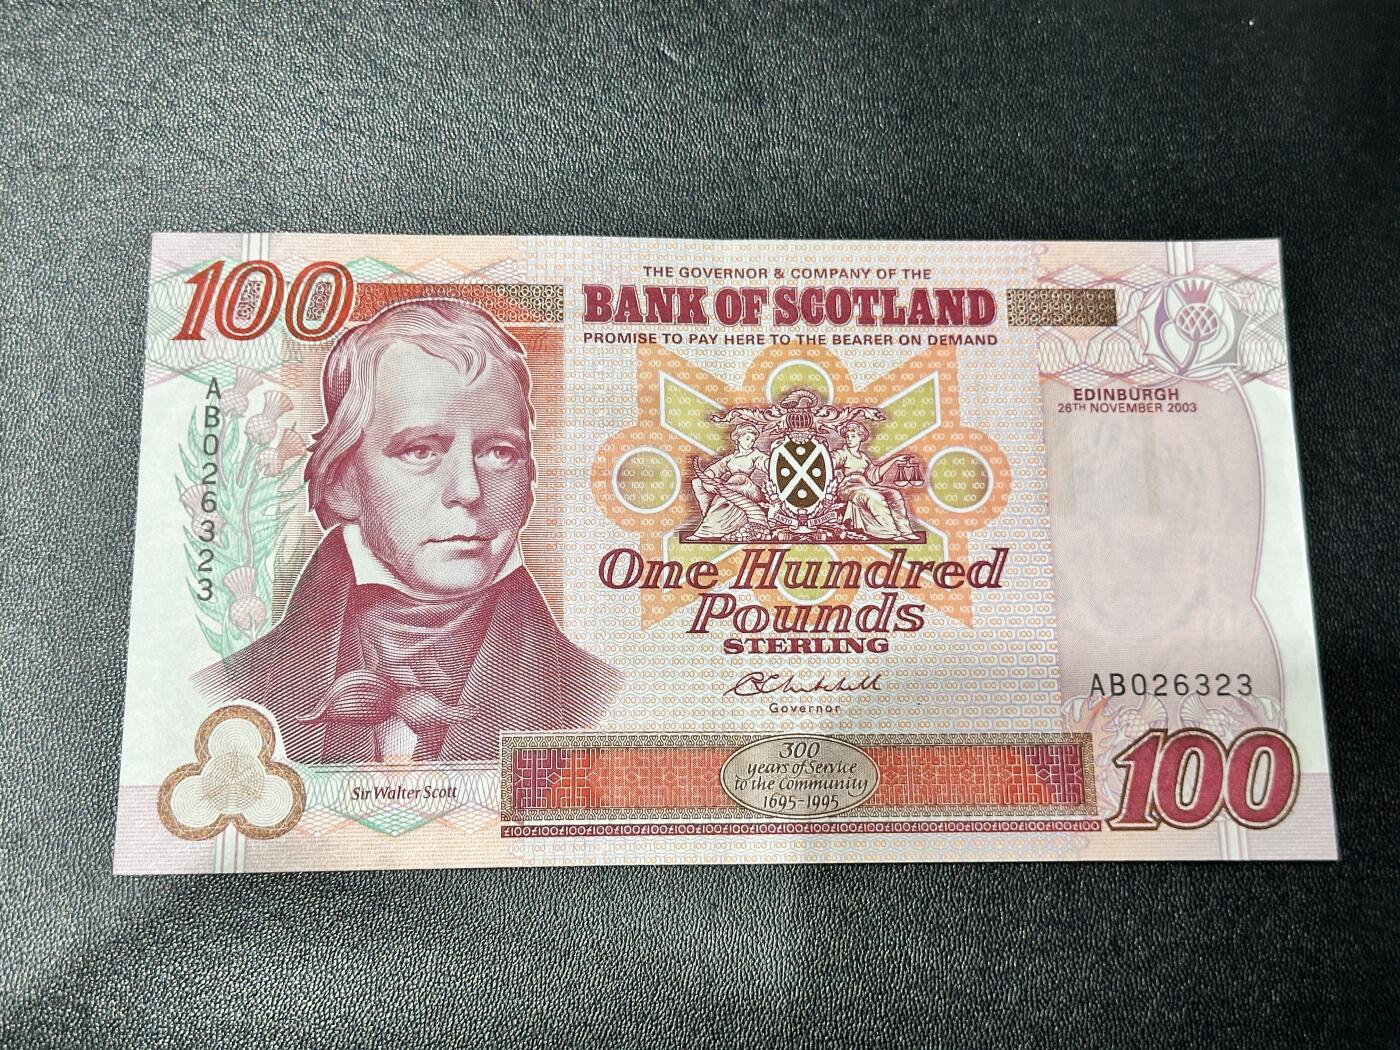 100
THE GOVERNOR & COMPANY OF THE
BANK OF SCOTLAND
PROMISE TO PAY HERE TO THE BEARER ON DEMAND
EDINBURGH
26TH NOVEMBER 2003
AB026323
One Hundred
Pounds
STERLING
Governor
AB026323
300
years of Service
to the Community
1695-1995
Sir Walter Scott
100